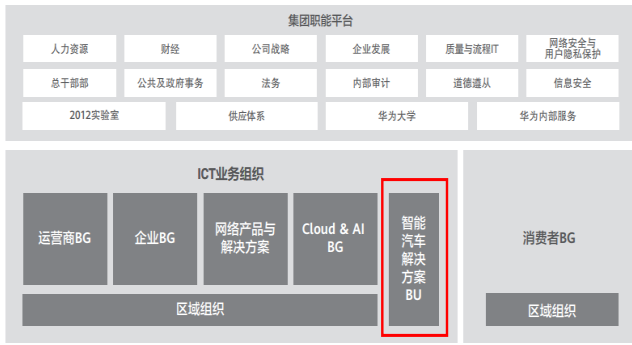 集团职能平台
人力资源
财经
公司战略
企业发展
质量与流程IT
网络安全与
用户隐私保护
总干部部
公共及政府事务
法务
内部审计
道德遵从
信息安全
2012实验室
供应体系
华为大学
华为内部服务
ICT业务组织
运营商BG
企业BG
网络产品与
解决方案
Cloud & AI
BG
智能
汽车
解决
方案
BU
区域组织
消费者BG
区域组织